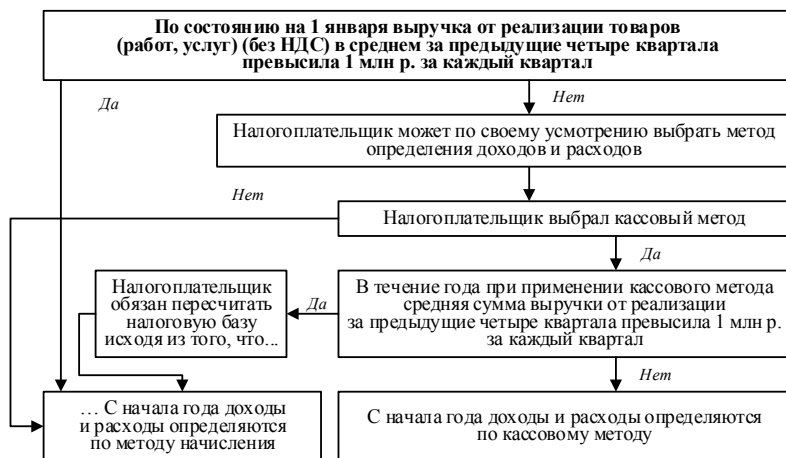 По состоянию на 1 января выручка от реализации товаров
(работ, услуг) (без НДС) в среднем за предыдущие четыре квартала
превысила 1 млн р. за каждый квартал
Да
Нет
Налогоплательщик может по своему усмотрению выбрать метод
определения доходов и расходов
Нет
Налогоплательщик выбрал кассовый метод
Да
Налогоплательщик
обязан пересчитать
налоговую базу
исходя из того, что...
Да
В течение года при применении кассового метода
средняя сумма выручки от реализации
за предыдущие четыре квартала превысила 1 млн р.
за каждый квартал
Нет
... С начала года доходы
и расходы определяются
по методу начисления
С начала года доходы и расходы определяются
по кассовому методу